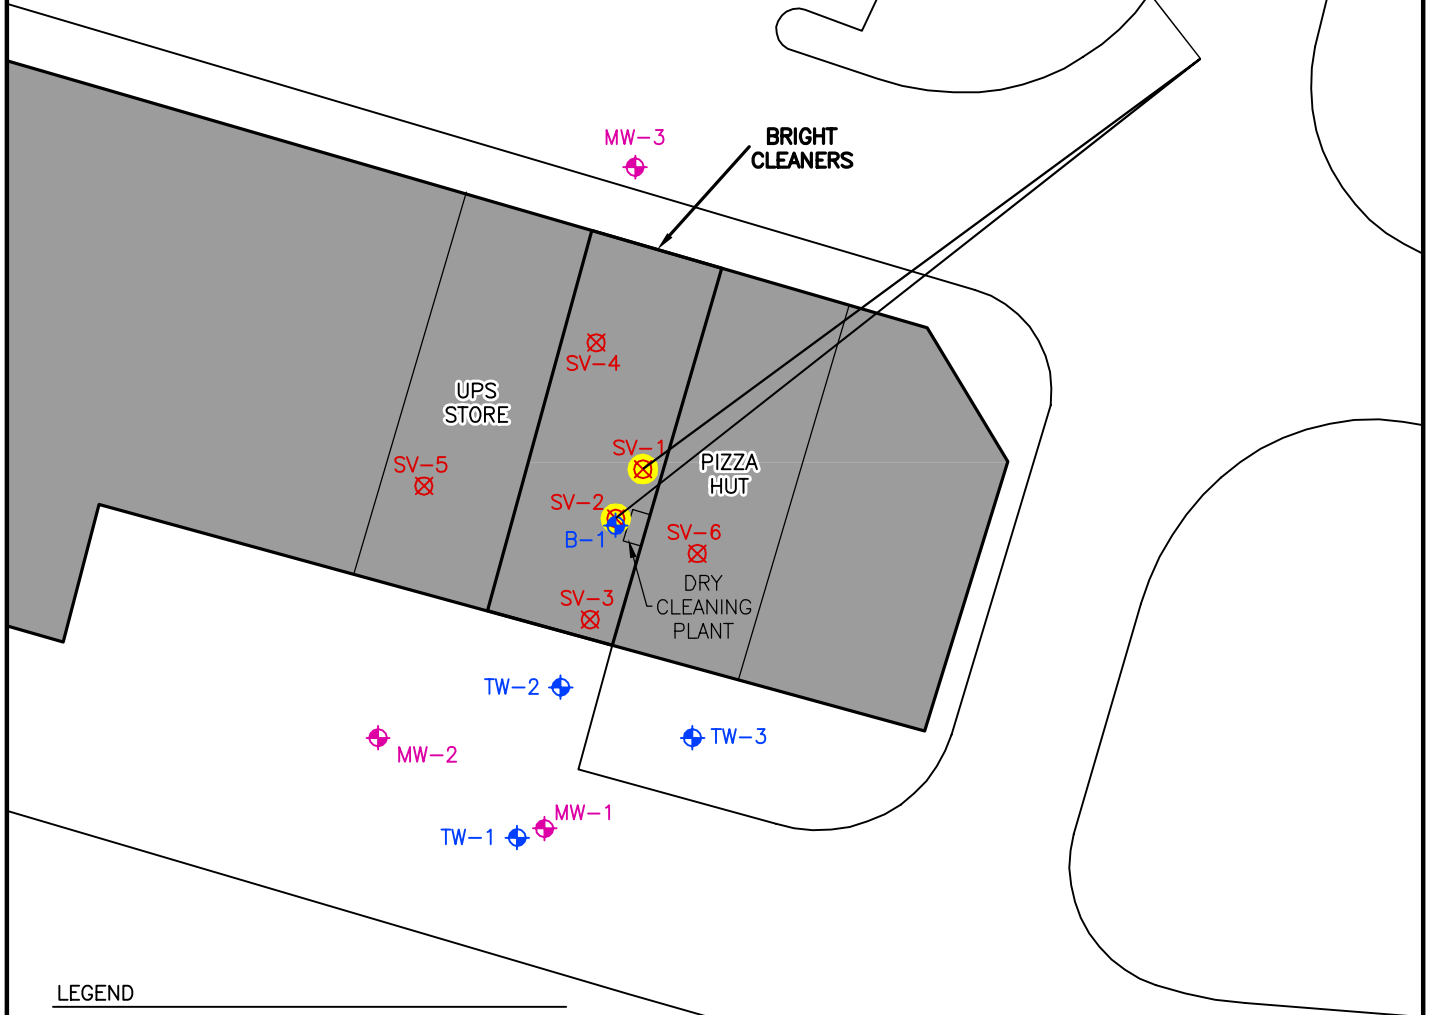 MW-3
BRIGHT
CLEANERS
SV-4
UPS
STORE
SV-1
SV-5
PIZZA
HUT
SV-2
B-1
SV-6
DRY
CLEANING
PLANT
SV-3
TW-2
TW-3
MW-2
MW-1
TW-1
LEGEND